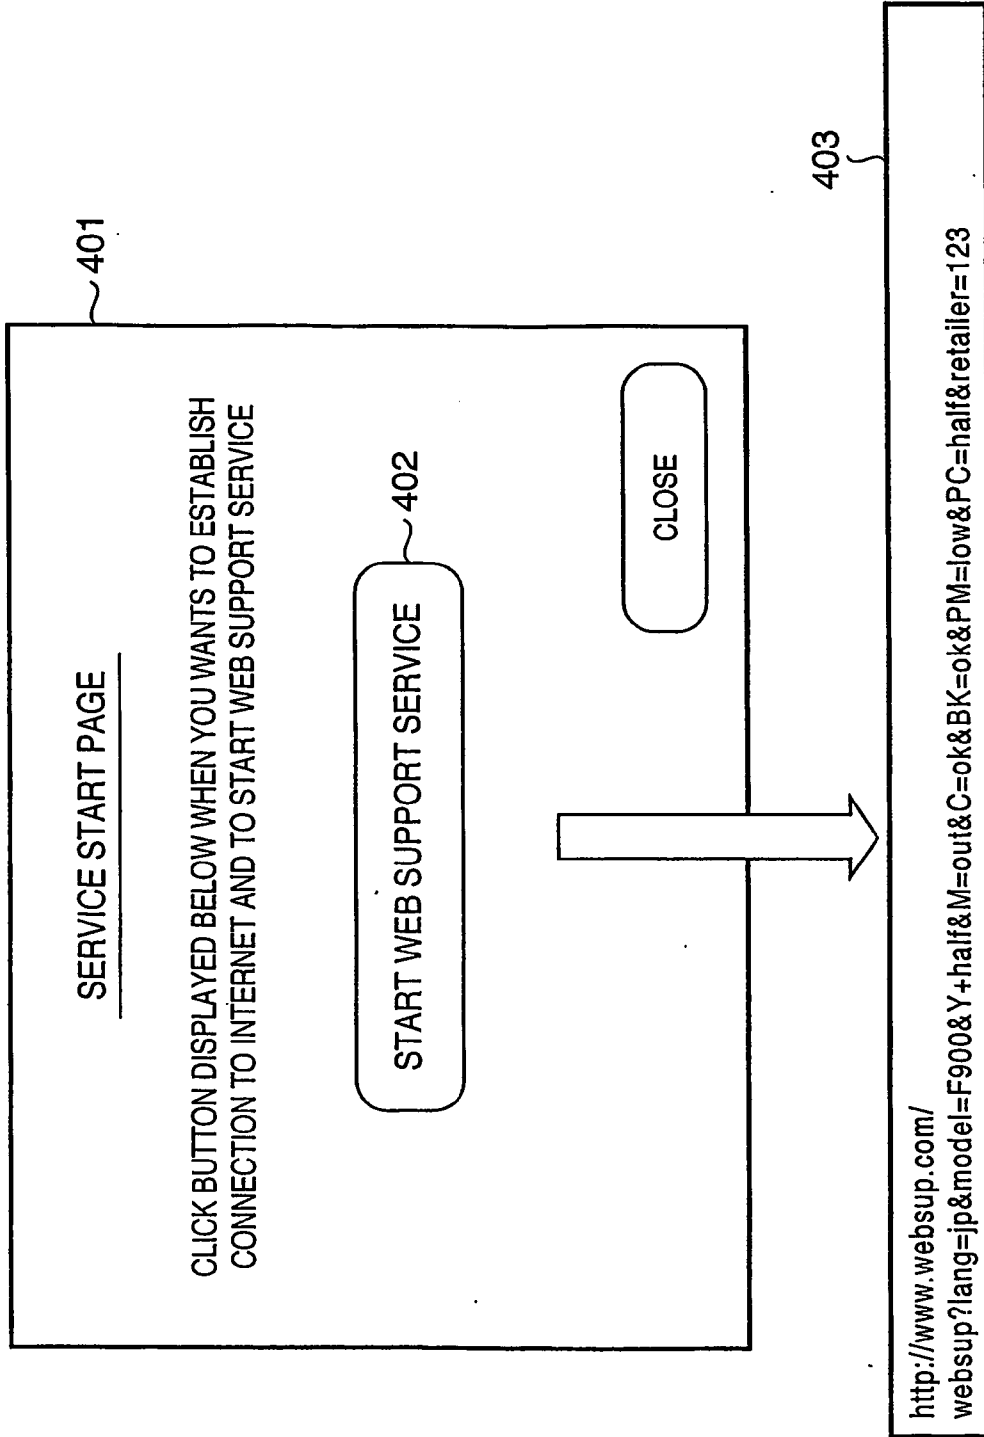 401
SERVICE START PAGE
CLICK BUTTON DISPLAYED BELOW WHEN YOU WANTS TO ESTABLISH
CONNECTION TO INTERNET AND TO START WEB SUPPORT SERVICE
402
START WEB SUPPORT SERVICE
CLOSE
403
http://www.websup.com/
websup?lang=jp&model=F900&Y+half&M=out&C=ok&BK=ok&PM=low&PC=half&retailer=123